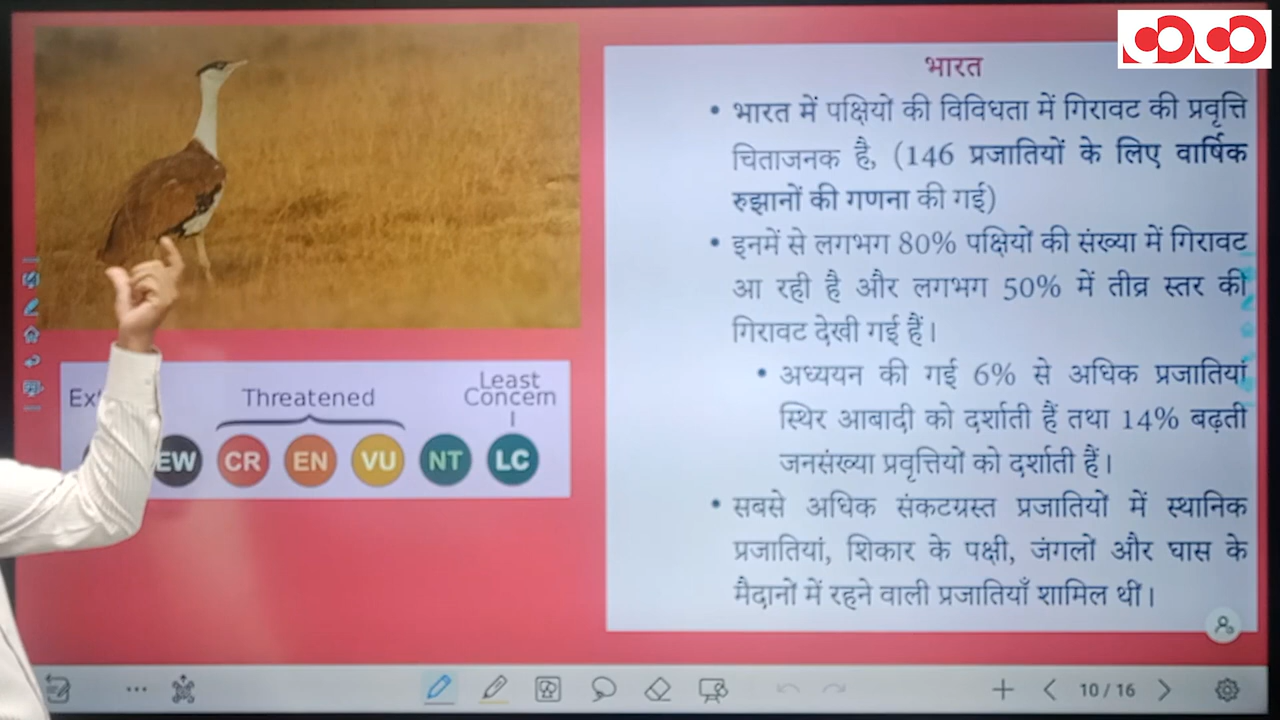 भारत
• भारत में पक्षियों की विविधता में गिरावट की प्रवृत्ति
चिंताजनक है, (146 प्रजातियों के लिए वार्षिक
रुझानों की गणना की गई)
• इनमें से लगभग 80% पक्षियों की संख्या में गिरावट
आ रही है और लगभग 50% में तीव्र स्तर की
गिरावट देखी गई हैं।
• अध्ययन की गई 6% से अधिक प्रजातियां
स्थिर आबादी को दर्शाती हैं तथा 14% बढ़ती
जनसंख्या प्रवृत्तियों को दर्शाती हैं।
• सबसे अधिक संकटग्रस्त प्रजातियों में स्थानिक
प्रजातियां, शिकार के पक्षी, जंगलों और घास के
मैदानों में रहने वाली प्रजातियाँ शामिल थीं।
Threatened
Least
Concern
EW CR EN VU NT LC
10 / 16